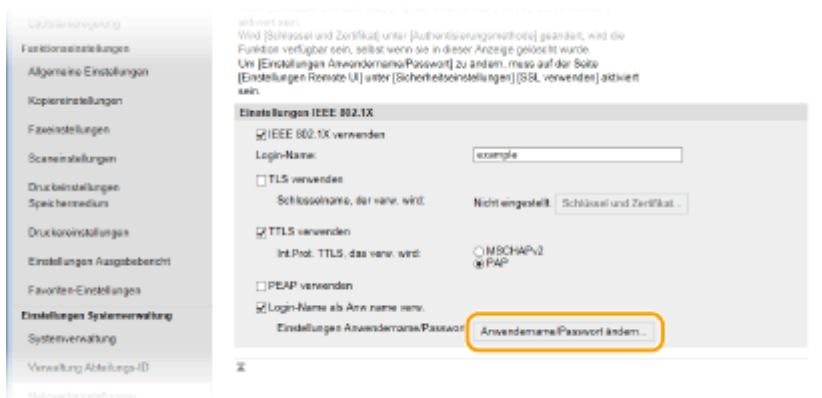 Lautstärkeregelung
Funktionseinstellungen
Allgemeine Einstellungen
Kopiereinstellungen
Faxeinstellungen
Scaneinstellungen
Druckeinstellungen
Speichermedium
Druckereinstellungen
Einstellungen Ausgabebericht
Favoriten-Einstellungen
Einstellungen Systemverwaltung
Systemverwaltung
Verwaltung Abteilungs-ID
Netzwerkeinstellungen
aktiviert sein.
Wird [Schlüssel und Zertifikat] unter [Authentisierungsmethode] geändert, wird die
Funktion verfügbar sein, selbst wenn sie in dieser Anzeige gelöscht wurde.
Um [Einstellungen Anwendername/Passwort] zu ändern, muss auf der Seite
[Einstellungen Remote UI] unter [Sicherheitseinstellungen] [SSL verwenden] aktiviert
sein.
Einstellungen IEEE 802.1X
IEEE 802.1X verwenden
Login-Name: example
TLS verwenden
Schlüsselname, der verw. wird: Nicht eingestellt Schlüssel und Zertifikat...
TTLS verwenden
Int.Prot. TTLS, das verw. wird: MSCHAPv2
PAP
PEAP verwenden
Login-Name als Anw.name verw.
Einstellungen Anwendername/Passwort Anwendername/Passwort ändern...